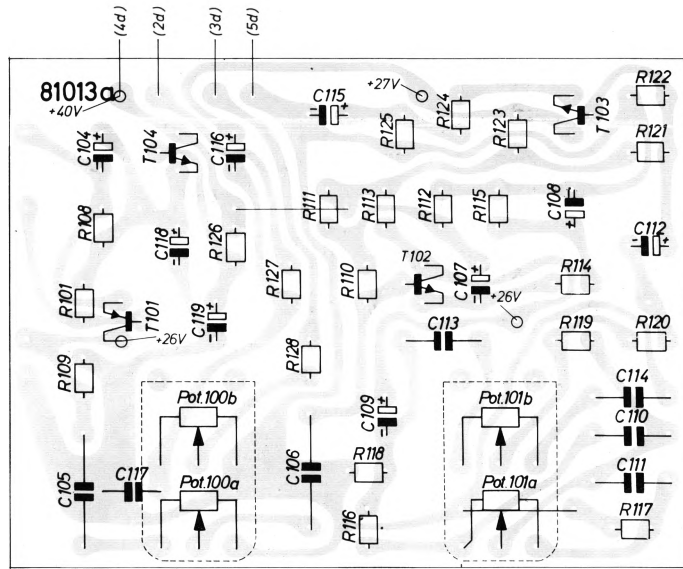 (4d) (2d) (3d) (5d)
81013a
+40V
C115
+27V
R124
R122
T103
R125
R123
R121
C104
T104
C116
R108
R111
R113
R112
R115
C108
C118
R126
C112
R127
R110
T102
C107
R114
R101
T101
C119
+26V
+26V
C113
R119
R120
R128
R109
C114
Pot.100b
Pot.101b
C109
C110
C105
C117
C106
R118
C111
Pot.100a
Pot.101a
R116
R117